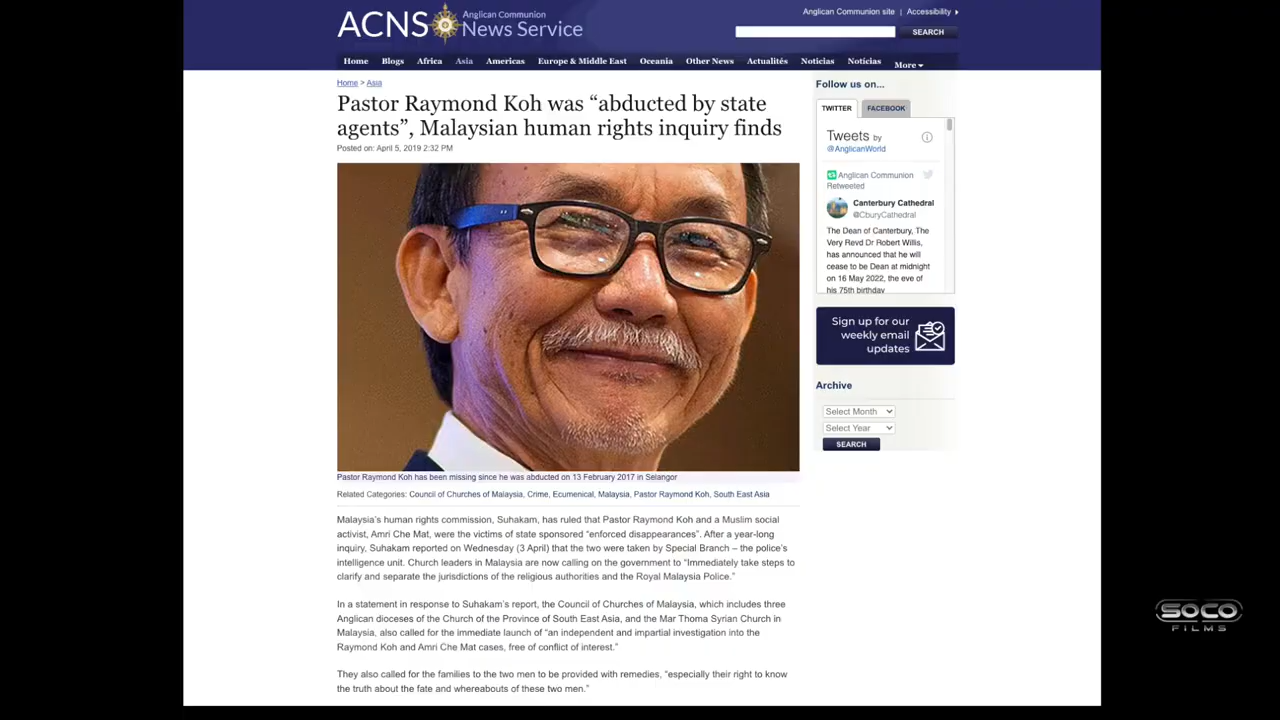 ACNS
Anglican Communion
News Service
Anglican Communion site | Accessibility
SEARCH
Home Blogs Africa Asia Americas Europe & Middle East Oceania Other News Actualités Noticias Notícias More
Home > Asia
Pastor Raymond Koh was “abducted by state
agents”, Malaysian human rights inquiry finds
Posted on: April 5, 2019 2:32 PM
Pastor Raymond Koh has been missing since he was abducted on 13 February 2017 in Selangor
Related Categories: Council of Churches of Malaysia, Crime, Ecumenical, Malaysia, Pastor Raymond Koh, South East Asia
Malaysia’s human rights commission, Suhakam, has ruled that Pastor Raymond Koh and a Muslim social
activist, Amri Che Mat, were the victims of state sponsored “enforced disappearances”. After a year-long
inquiry, Suhakam reported on Wednesday (3 April) that the two were taken by Special Branch – the police’s
intelligence unit. Church leaders in Malaysia are now calling on the government to “Immediately take steps to
clarify and separate the jurisdictions of the religious authorities and the Royal Malaysia Police.”
In a statement in response to Suhakam’s report, the Council of Churches of Malaysia, which includes three
Anglican dioceses of the Church of the Province of South East Asia, and the Mar Thoma Syrian Church in
Malaysia, also called for the immediate launch of “an independent and impartial investigation into the
Raymond Koh and Amri Che Mat cases, free of conflict of interest.”
They also called for the families to the two men to be provided with remedies, “especially their right to know
the truth about the fate and whereabouts of these two men.”
Follow us on...
TWITTER FACEBOOK
Tweets by
@AnglicanWorld
Anglican Communion
Retweeted
Canterbury Cathedral
@CburyCathedral
The Dean of Canterbury, The
Very Revd Dr Robert Willis,
has announced that he will
cease to be Dean at midnight
on 16 May 2022, the eve of
his 75th birthday
Sign up for our
weekly email
updates
Archive
Select Month
Select Year
SEARCH
SOCO
FILMS